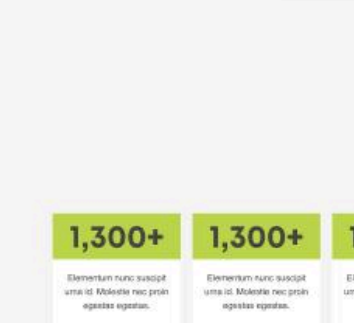 1,300+ 1,300+
Elementum nunc suscipit Elementum nunc suscipit
urna id. Molestie nec proin urna id. Molestie nec proin
egestas egestas. egestas egestas.